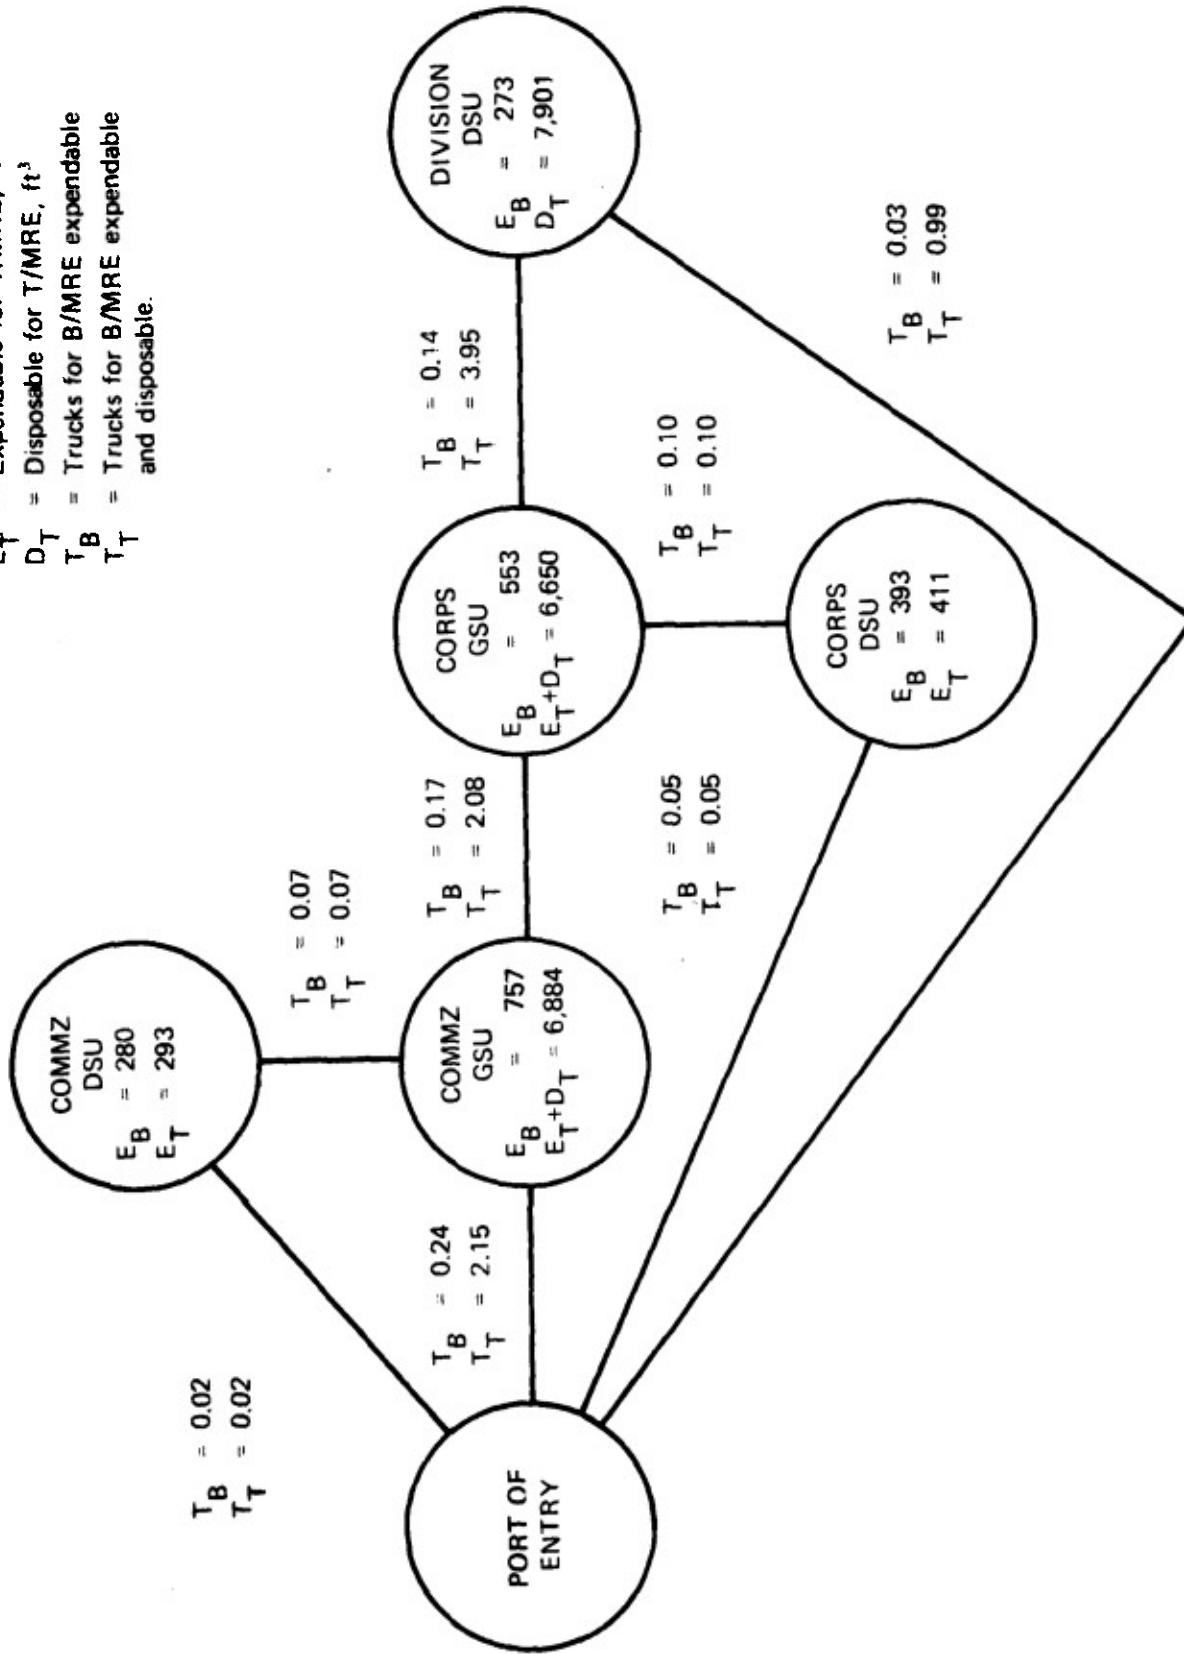 D_T = Disposable for T/MRE, ft³
T_B = Trucks for B/MRE expendable
T_T = Trucks for B/MRE expendable
and disposable.
COMMZ
DSU
E_B = 280
E_T = 293
T_B = 0.02
T_T = 0.02
T_B = 0.07
T_T = 0.07
PORT OF
ENTRY
T_B = 0.24
T_T = 2.15
COMMZ
GSU
E_B = 757
E_T+D_T = 6,884
T_B = 0.17
T_T = 2.08
CORPS
GSU
E_B = 553
E_T+D_T = 6,650
T_B = 0.14
T_T = 3.95
DIVISION
DSU
E_B = 273
D_T = 7,901
T_B = 0.05
T_T = 0.05
T_B = 0.10
T_T = 0.10
CORPS
DSU
E_B = 393
E_T = 411
T_B = 0.03
T_T = 0.99